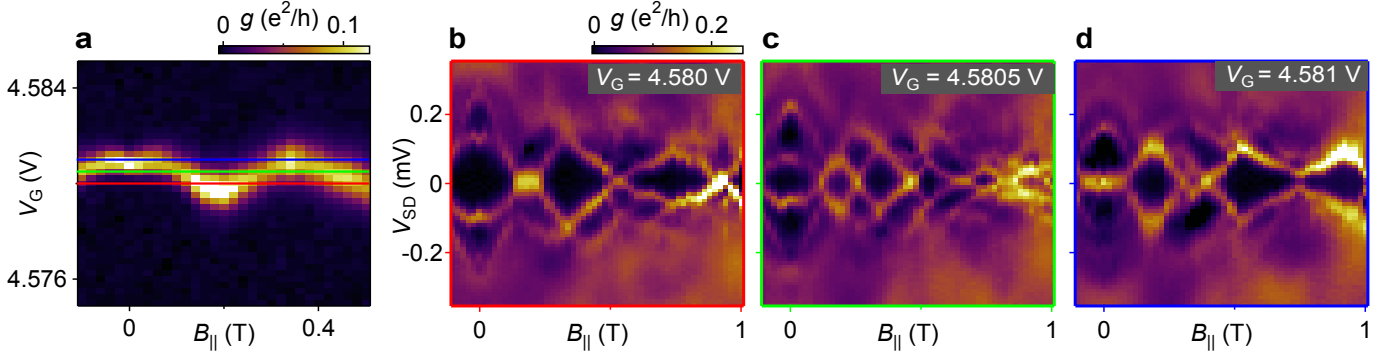 a
g (e²/h)
0 0.1
V_G (V)
4.584
4.576
0 0.4
B_|| (T)
b
g (e²/h)
0 0.2
V_G = 4.580 V
V_SD (mV)
0.2
0
-0.2
0 1
B_|| (T)
c
V_G = 4.5805 V
0 1
B_|| (T)
d
V_G = 4.581 V
0 1
B_|| (T)